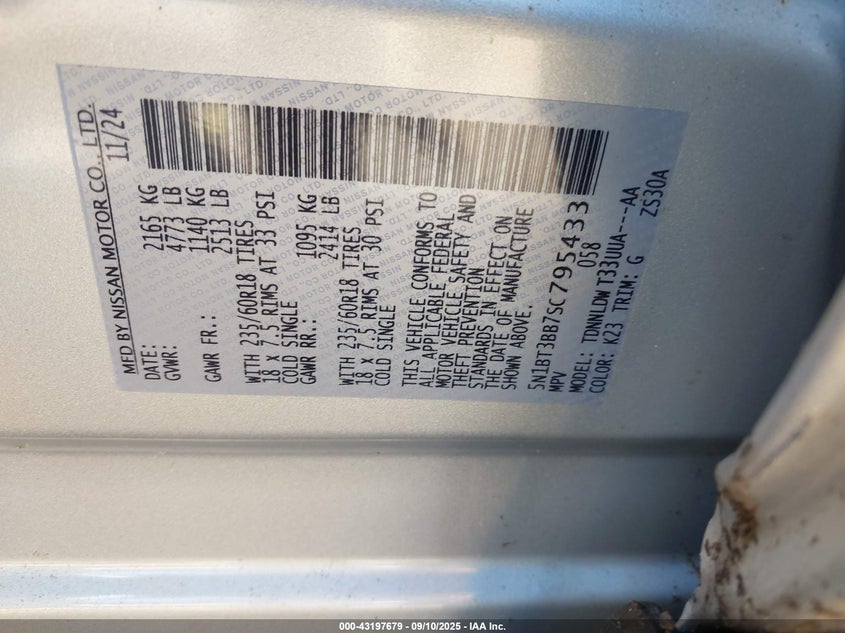 MFD BY NISSAN MOTOR CO., LTD.
DATE: 11/24
GVWR: 2165 KG
4773 LB
GAWR FR.: 1140 KG
2513 LB
WITH 235/60R18 TIRES
18 x 7.5 RIMS AT 33 PSI
COLD SINGLE
GAWR RR.: 1095 KG
2414 LB
WITH 235/60R18 TIRES
18 x 7.5 RIMS AT 30 PSI
COLD SINGLE
THIS VEHICLE CONFORMS TO
ALL APPLICABLE FEDERAL
MOTOR VEHICLE SAFETY AND
THEFT PREVENTION
STANDARDS IN EFFECT ON
THE DATE OF MANUFACTURE
SHOWN ABOVE.
5N1BT3BB7SC795433
MPV 058
MODEL: TDNNLDWT33UUA---AA
COLOR: K23 TRIM: G ZS30A
000-43197679 - 09/10/2025 - IAA Inc.